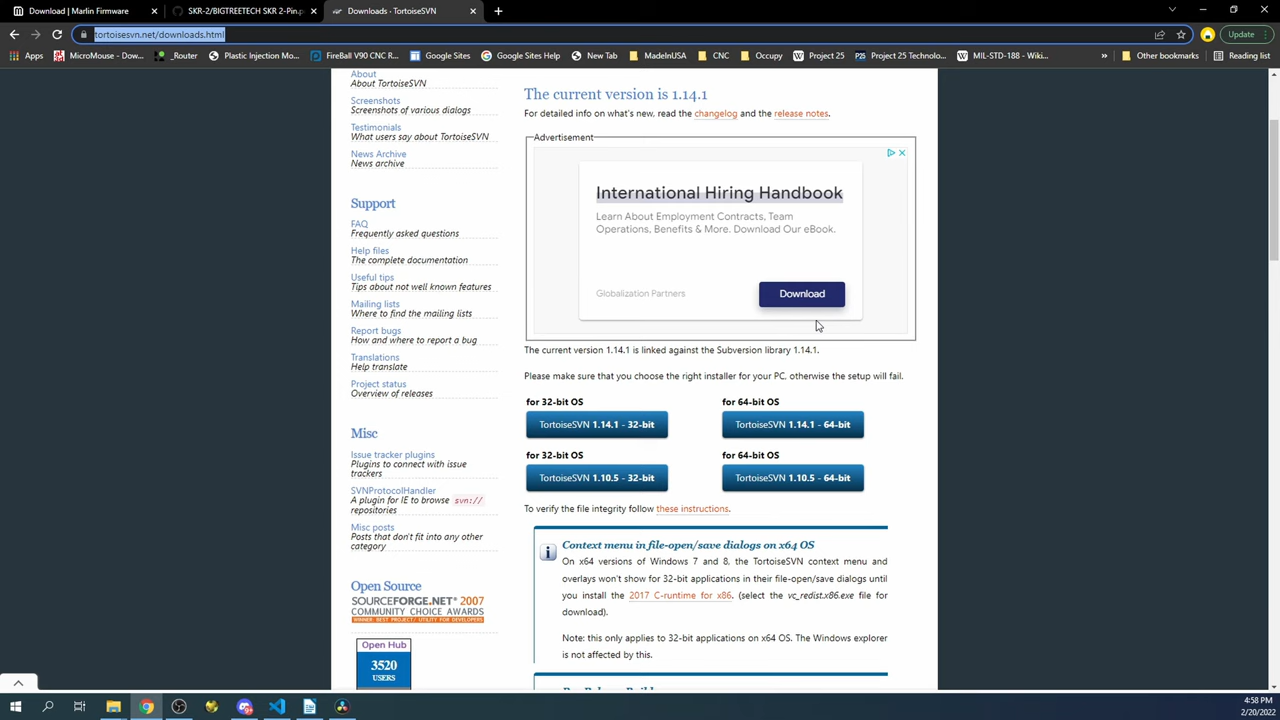 Download | Marlin Firmware
SKR-2/BIGTREETECH SKR 2-Pin.p
Downloads · TortoiseSVN
tortoisesvn.net/downloads.html
Update
Apps
MicroMouse - Dow...
_Router
Plastic Injection Mo...
FireBall V90 CNC R...
Google Sites
Google Sites Help
New Tab
MadeInUSA
CNC
Occupy
Project 25
Project 25 Technolo...
MIL-STD-188 - Wiki...
»
Other bookmarks
Reading list
About
About TortoiseSVN
Screenshots
Screenshots of various dialogs
Testimonials
What users say about TortoiseSVN
News Archive
News archive
Support
FAQ
Frequently asked questions
Help files
The complete documentation
Useful tips
Tips about not well known features
Mailing lists
Where to find the mailing lists
Report bugs
How and where to report a bug
Translations
Help translate
Project status
Overview of releases
Misc
Issue tracker plugins
Plugins to connect with issue
trackers
SVNProtocolHandler
A plugin for IE to browse svn://
repositories
Misc posts
Posts that don't fit into any other
category
Open Source
SOURCEFORGE.NET® 2007
COMMUNITY CHOICE AWARDS
WINNER: BEST PROJECT/ UTILITY FOR DEVELOPERS
Open Hub
3520
USERS
The current version is 1.14.1
For detailed info on what's new, read the changelog and the release notes.
Advertisement
International Hiring Handbook
Learn About Employment Contracts, Team
Operations, Benefits & More. Download Our eBook.
Globalization Partners
Download
The current version 1.14.1 is linked against the Subversion library 1.14.1.
Please make sure that you choose the right installer for your PC, otherwise the setup will fail.
for 32-bit OS
for 64-bit OS
TortoiseSVN 1.14.1 - 32-bit
TortoiseSVN 1.14.1 - 64-bit
for 32-bit OS
for 64-bit OS
TortoiseSVN 1.10.5 - 32-bit
TortoiseSVN 1.10.5 - 64-bit
To verify the file integrity follow these instructions.
Context menu in file-open/save dialogs on x64 OS
On x64 versions of Windows 7 and 8, the TortoiseSVN context menu and
overlays won't show for 32-bit applications in their file-open/save dialogs until
you install the 2017 C-runtime for x86. (select the vc_redist.x86.exe file for
download).
Note: this only applies to 32-bit applications on x64 OS. The Windows explorer
is not affected by this.
4:58 PM
2/20/2022